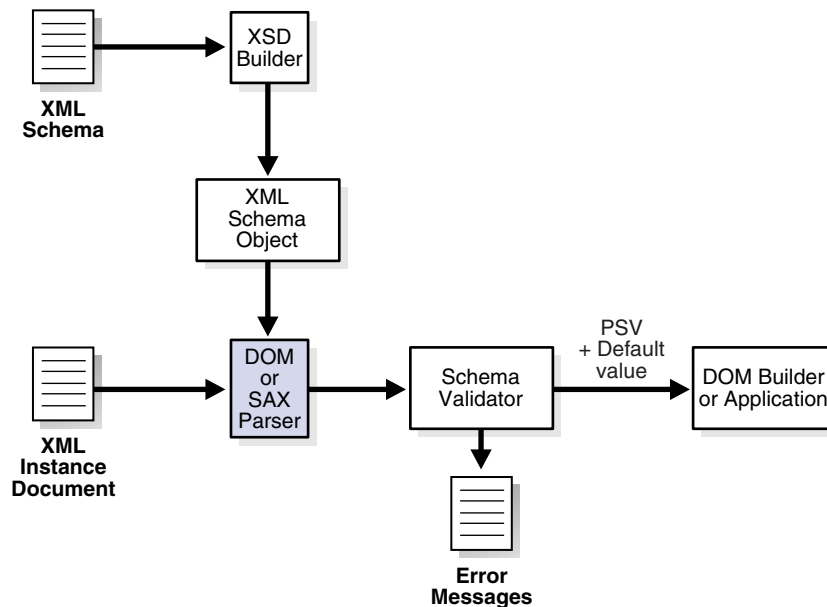 XSD
Builder
XML
Schema
XML
Schema
Object
DOM
or
SAX
Parser
Schema
Validator
PSV
+ Default
value
DOM Builder
or Application
XML
Instance
Document
Error
Messages